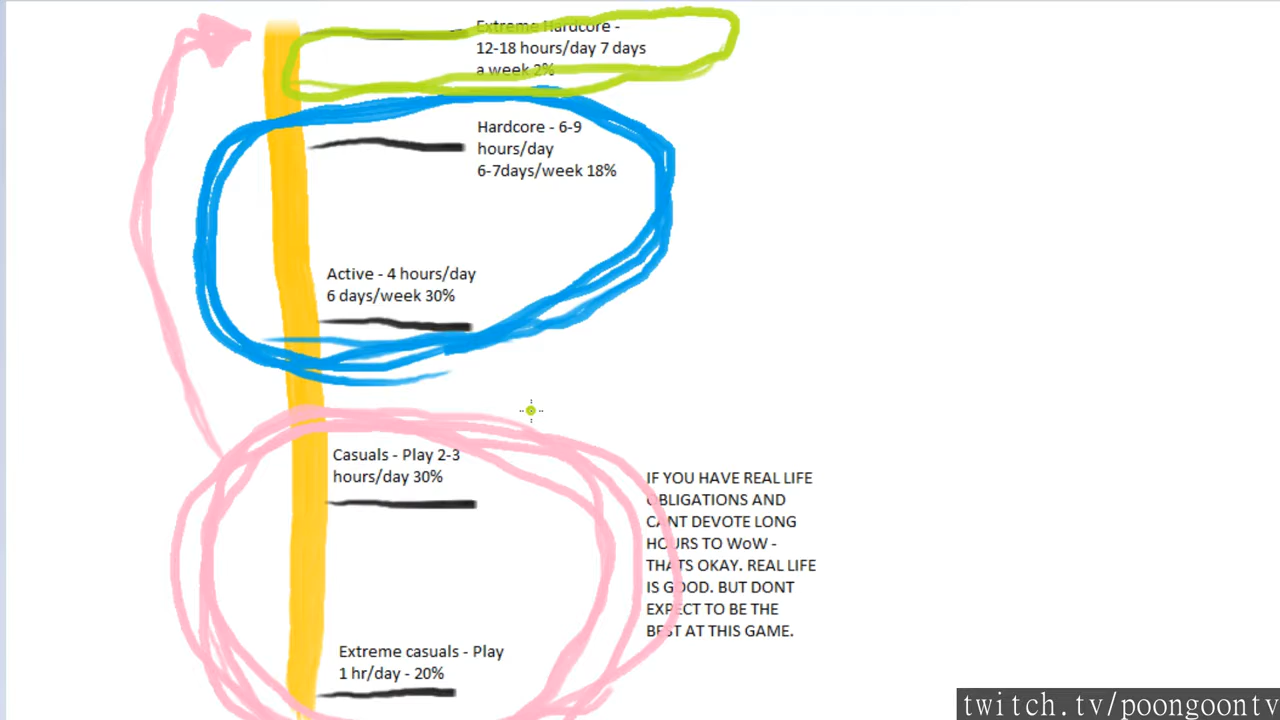 Extreme Hardcore -
12-18 hours/day 7 days
a week 2%
Hardcore - 6-9
hours/day
6-7days/week 18%
Active - 4 hours/day
6 days/week 30%
Casuals - Play 2-3
hours/day 30%
IF YOU HAVE REAL LIFE
OBLIGATIONS AND
CANT DEVOTE LONG
HOURS TO WoW -
THATS OKAY. REAL LIFE
IS GOOD. BUT DONT
EXPECT TO BE THE
BEST AT THIS GAME.
Extreme casuals - Play
1 hr/day - 20%
twitch.tv/poongoontv